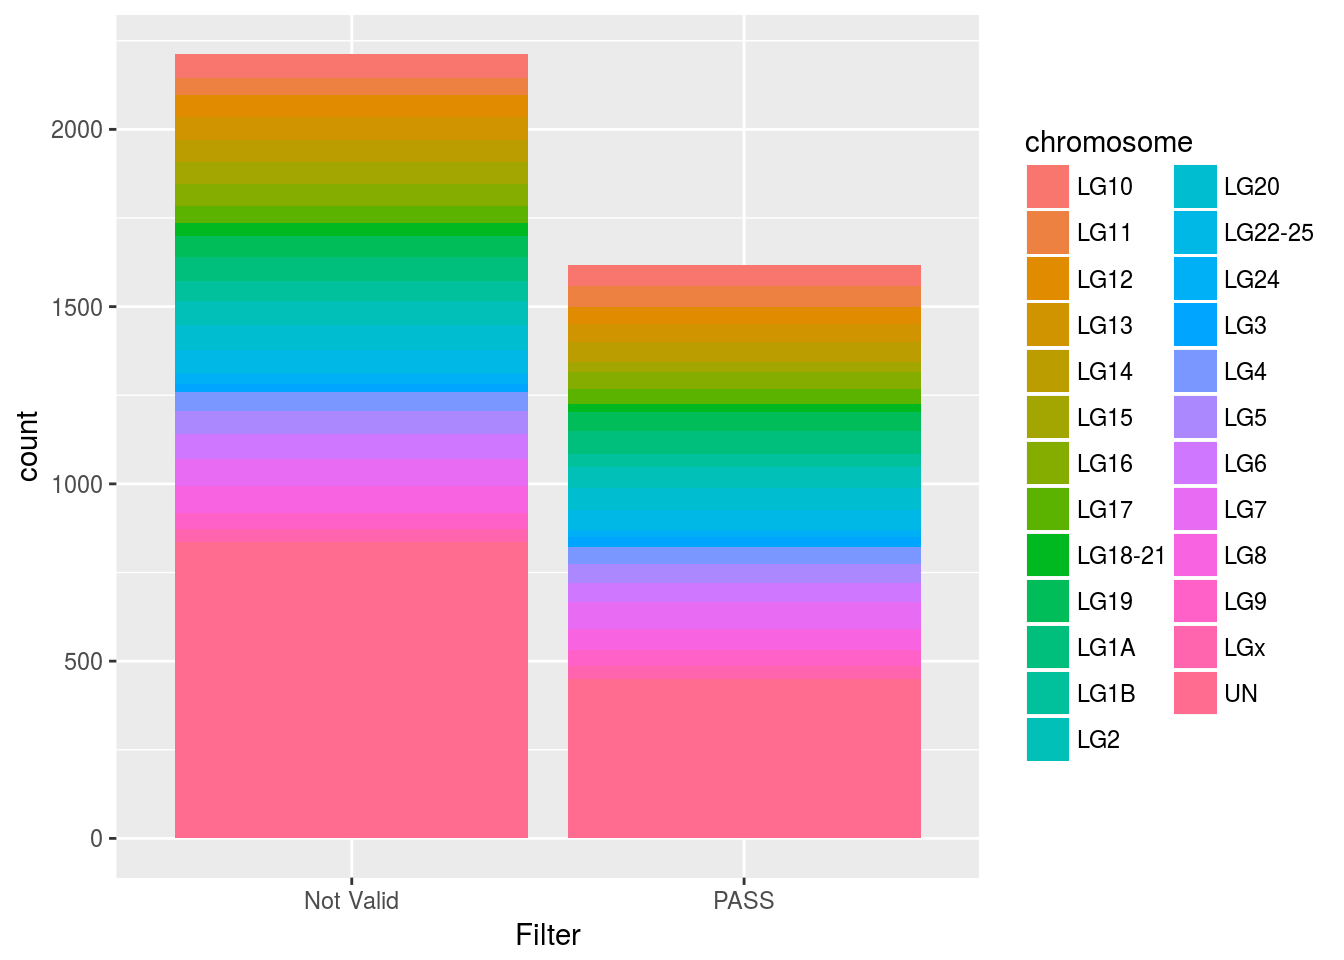 count
2000
1500
1000
500
0
Not Valid
PASS
Filter
chromosome
LG10
LG11
LG12
LG13
LG14
LG15
LG16
LG17
LG18-21
LG19
LG1A
LG1B
LG2
LG20
LG22-25
LG24
LG3
LG4
LG5
LG6
LG7
LG8
LG9
LGx
UN